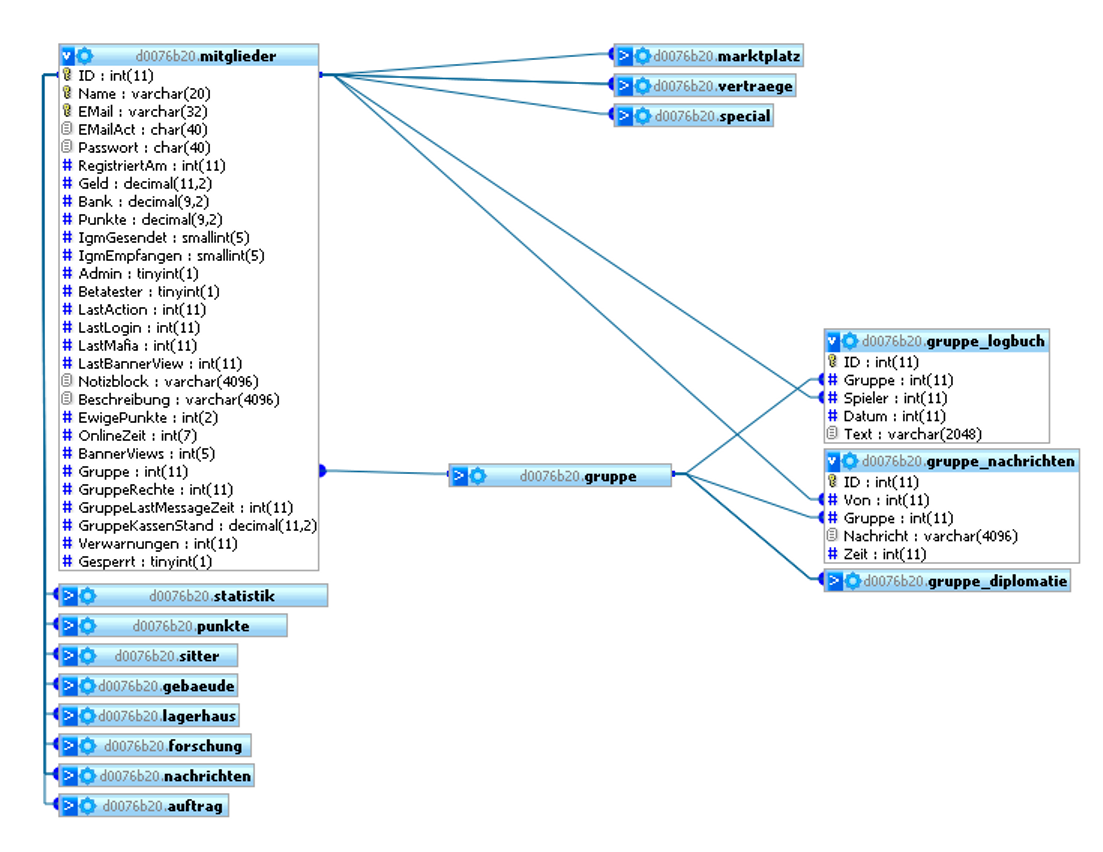 d0076b20.mitglieder
ID : int(11)
Name : varchar(20)
EMail : varchar(32)
EMailAct : char(40)
Passwort : char(40)
RegistriertAm : int(11)
Geld : decimal(11,2)
Bank : decimal(9,2)
Punkte : decimal(9,2)
IgmGesendet : smallint(5)
IgmEmpfangen : smallint(5)
Admin : tinyint(1)
Betatester : tinyint(1)
LastAction : int(11)
LastLogin : int(11)
LastMafia : int(11)
LastBannerView : int(11)
Notizblock : varchar(4096)
Beschreibung : varchar(4096)
EwigePunkte : int(2)
OnlineZeit : int(7)
BannerViews : int(5)
Gruppe : int(11)
GruppeRechte : int(11)
GruppeLastMessageZeit : int(11)
GruppeKassenStand : decimal(11,2)
Verwarnungen : int(11)
Gesperrt : tinyint(1)
d0076b20.statistik
d0076b20.punkte
d0076b20.sitter
d0076b20.gebaeude
d0076b20.lagerhaus
d0076b20.forschung
d0076b20.nachrichten
d0076b20.auftrag
d0076b20.marktplatz
d0076b20.vertraege
d0076b20.special
d0076b20.gruppe
d0076b20.gruppe_logbuch
ID : int(11)
Gruppe : int(11)
Spieler : int(11)
Datum : int(11)
Text : varchar(2048)
d0076b20.gruppe_nachrichten
ID : int(11)
Von : int(11)
Gruppe : int(11)
Nachricht : varchar(4096)
Zeit : int(11)
d0076b20.gruppe_diplomatie